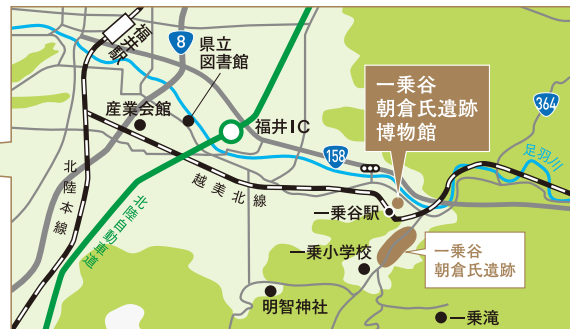 福井駅
8
県立
図書館
産業会館
福井IC
一乗谷
朝倉氏遺跡
博物館
364
足羽川
158
越美北線
北陸本線
北陸自動車道
一乗谷駅
一乗小学校
一乗谷
朝倉氏遺跡
明智神社
一乗滝